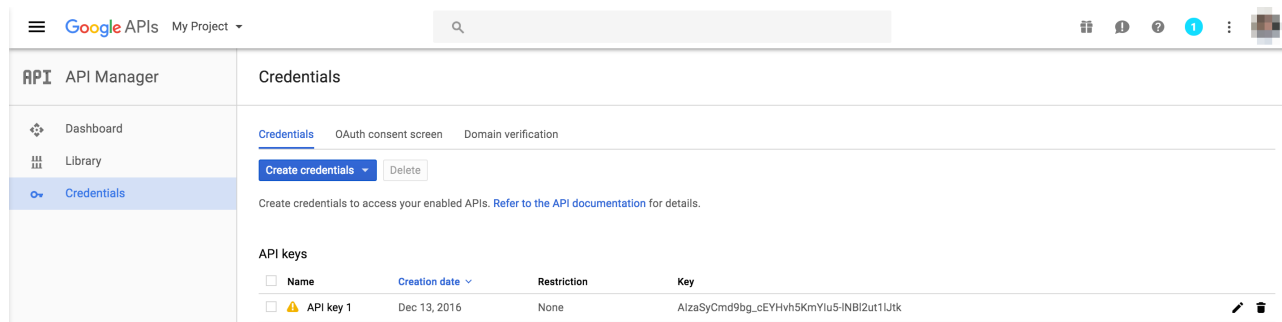 Google APIs My Project
1
API API Manager
Credentials
Dashboard
Library
Credentials
Credentials OAuth consent screen Domain verification
Create credentials Delete
Create credentials to access your enabled APIs. Refer to the API documentation for details.
API keys
Name Creation date Restriction Key
API key 1 Dec 13, 2016 None AIzaSyCmd9bg_cEYHvh5KmYIu5-lNBl2ut1lJtk